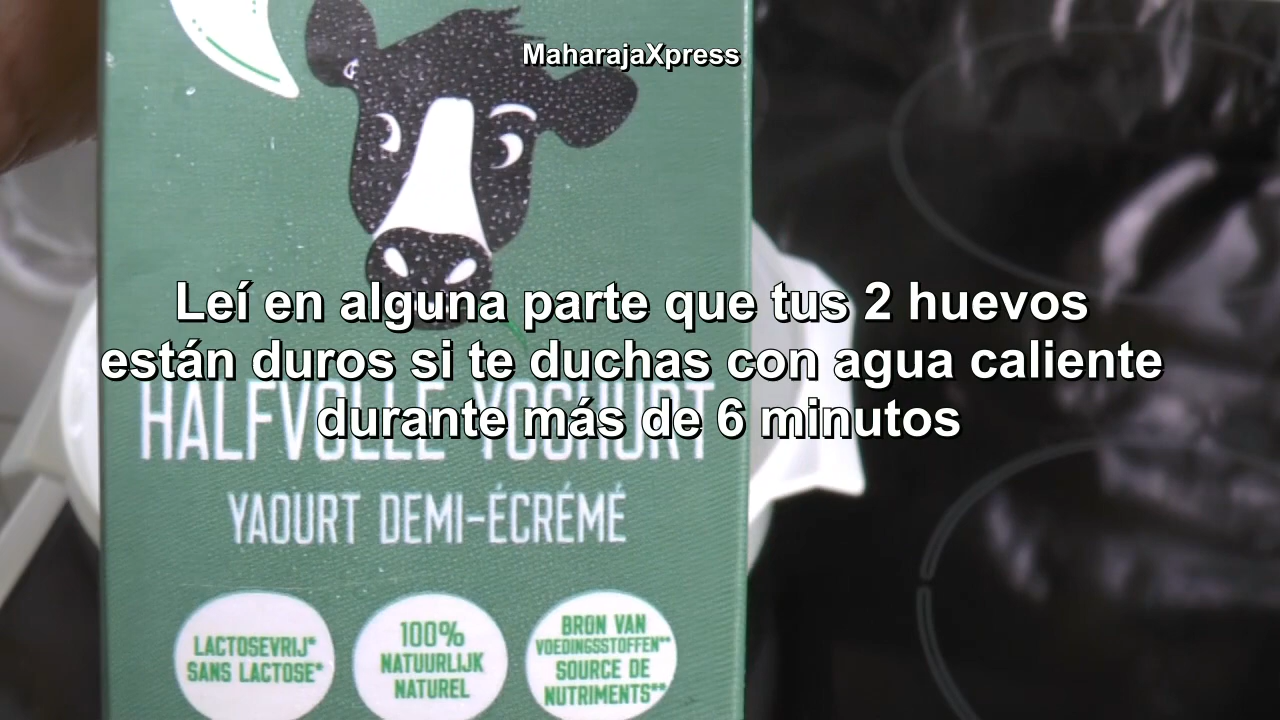 MaharajaXpress
Leí en alguna parte que tus 2 huevos
están duros si te duchas con agua caliente
durante más de 6 minutos
HALFVOLLE YOGHURT
YAOURT DEMI-ÉCRÉMÉ
LACTOSEVRIJ*
SANS LACTOSE*
100%
NATUURLIJK
NATUREL
BRON VAN
VOEDINGSSTOFFEN**
SOURCE DE
NUTRIMENTS**